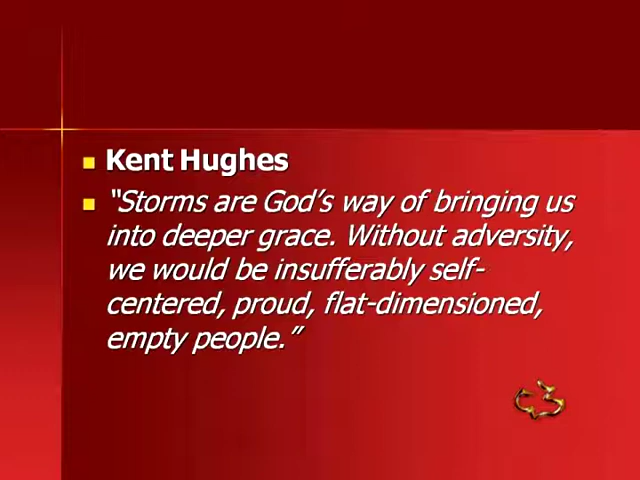 Kent Hughes
“Storms are God’s way of bringing us
into deeper grace. Without adversity,
we would be insufferably self-
centered, proud, flat-dimensioned,
empty people.”